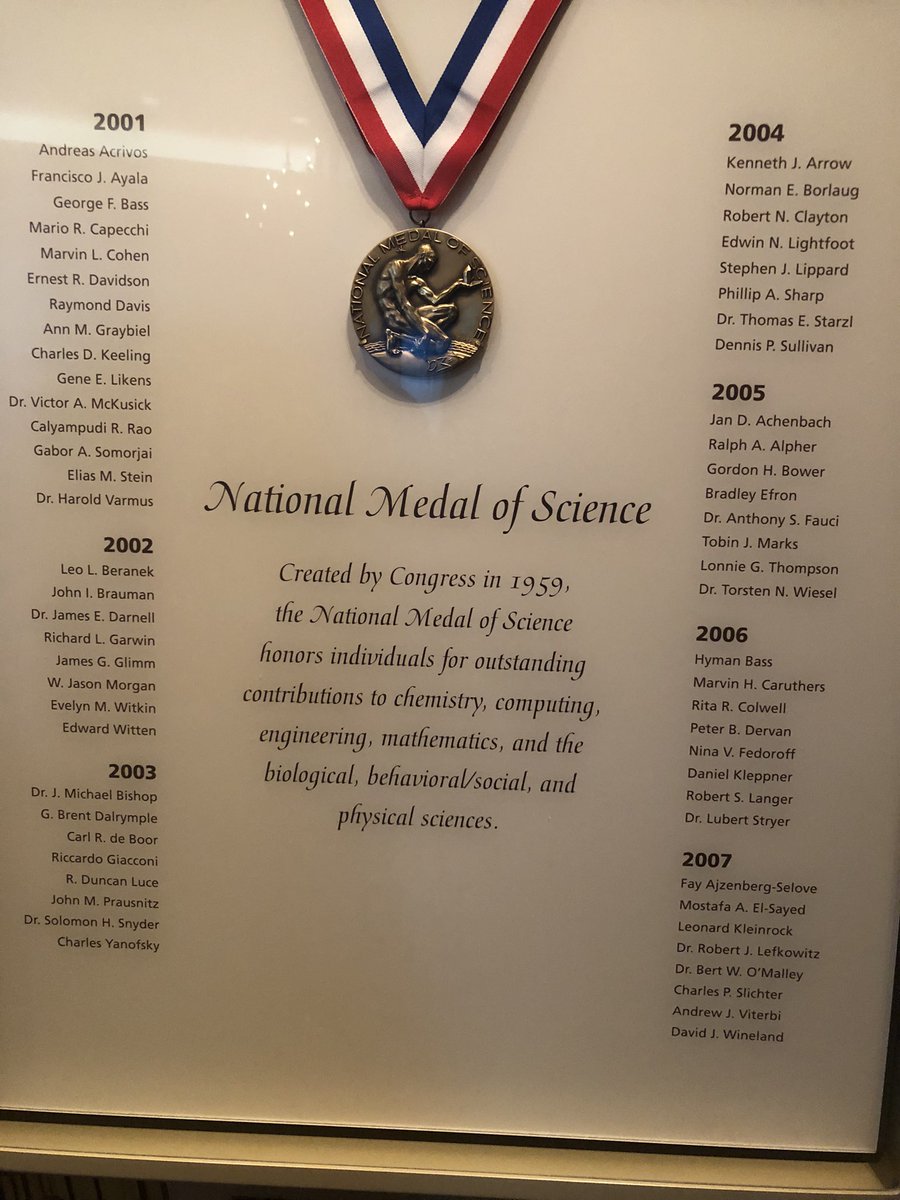 2001
Andreas Acrivos
Francisco J. Ayala
George F. Bass
Mario R. Capecchi
Marvin L. Cohen
Ernest R. Davidson
Raymond Davis
Ann M. Graybiel
Charles D. Keeling
Gene E. Likens
Dr. Victor A. McKusick
Calyampudi R. Rao
Gabor A. Somorjai
Elias M. Stein
Dr. Harold Varmus
2002
Leo L. Beranek
John I. Brauman
Dr. James E. Darnell
Richard L. Garwin
James G. Glimm
W. Jason Morgan
Evelyn M. Witkin
Edward Witten
2003
Dr. J. Michael Bishop
G. Brent Dalrymple
Carl R. de Boor
Riccardo Giacconi
R. Duncan Luce
John M. Prausnitz
Dr. Solomon H. Snyder
Charles Yanofsky
NATIONAL MEDAL OF SCIENCE
National Medal of Science
Created by Congress in 1959,
the National Medal of Science
honors individuals for outstanding
contributions to chemistry, computing,
engineering, mathematics, and the
biological, behavioral/social, and
physical sciences.
2004
Kenneth J. Arrow
Norman E. Borlaug
Robert N. Clayton
Edwin N. Lightfoot
Stephen J. Lippard
Phillip A. Sharp
Dr. Thomas E. Starzl
Dennis P. Sullivan
2005
Jan D. Achenbach
Ralph A. Alpher
Gordon H. Bower
Bradley Efron
Dr. Anthony S. Fauci
Tobin J. Marks
Lonnie G. Thompson
Dr. Torsten N. Wiesel
2006
Hyman Bass
Marvin H. Caruthers
Rita R. Colwell
Peter B. Dervan
Nina V. Fedoroff
Daniel Kleppner
Robert S. Langer
Dr. Lubert Stryer
2007
Fay Ajzenberg-Selove
Mostafa A. El-Sayed
Leonard Kleinrock
Dr. Robert J. Lefkowitz
Dr. Bert W. O'Malley
Charles P. Slichter
Andrew J. Viterbi
David J. Wineland